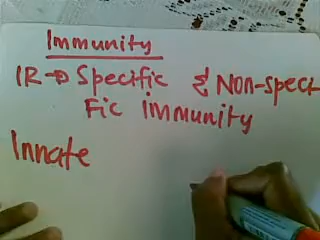 Immunity
IR → Specific & Non-speci
fic immunity
Innate